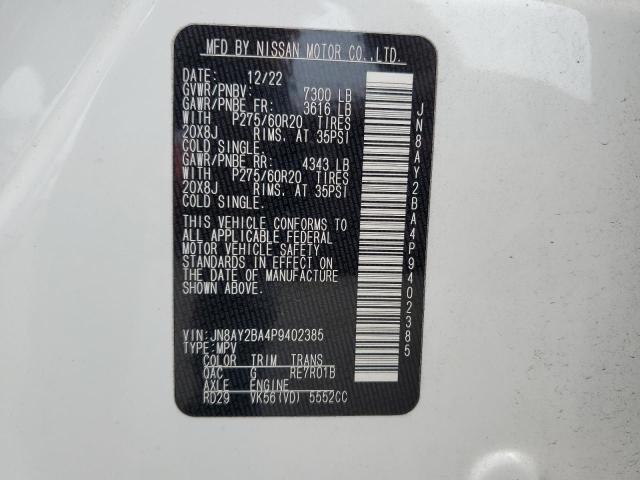 MFD BY NISSAN MOTOR CO.,LTD.
DATE: 12/22
GVWR/PNBV: 7300 LB
GAWR/PNBE FR: 3616 LB
WITH P275/60R20 TIRES
20X8J RIMS, AT 35PSI
COLD SINGLE.
GAWR/PNBE RR: 4343 LB
WITH P275/60R20 TIRES
20X8J RIMS, AT 35PSI
COLD SINGLE.
THIS VEHICLE CONFORMS TO
ALL APPLICABLE FEDERAL
MOTOR VEHICLE SAFETY
STANDARDS IN EFFECT ON
THE DATE OF MANUFACTURE
SHOWN ABOVE.
VIN:JN8AY2BA4P9402385
TYPE:MPV
COLOR TRIM TRANS
QAC G RE7R01B
AXLE ENGINE
RD29 VK56(VD) 5552CC
JN8AY2BA4P9402385